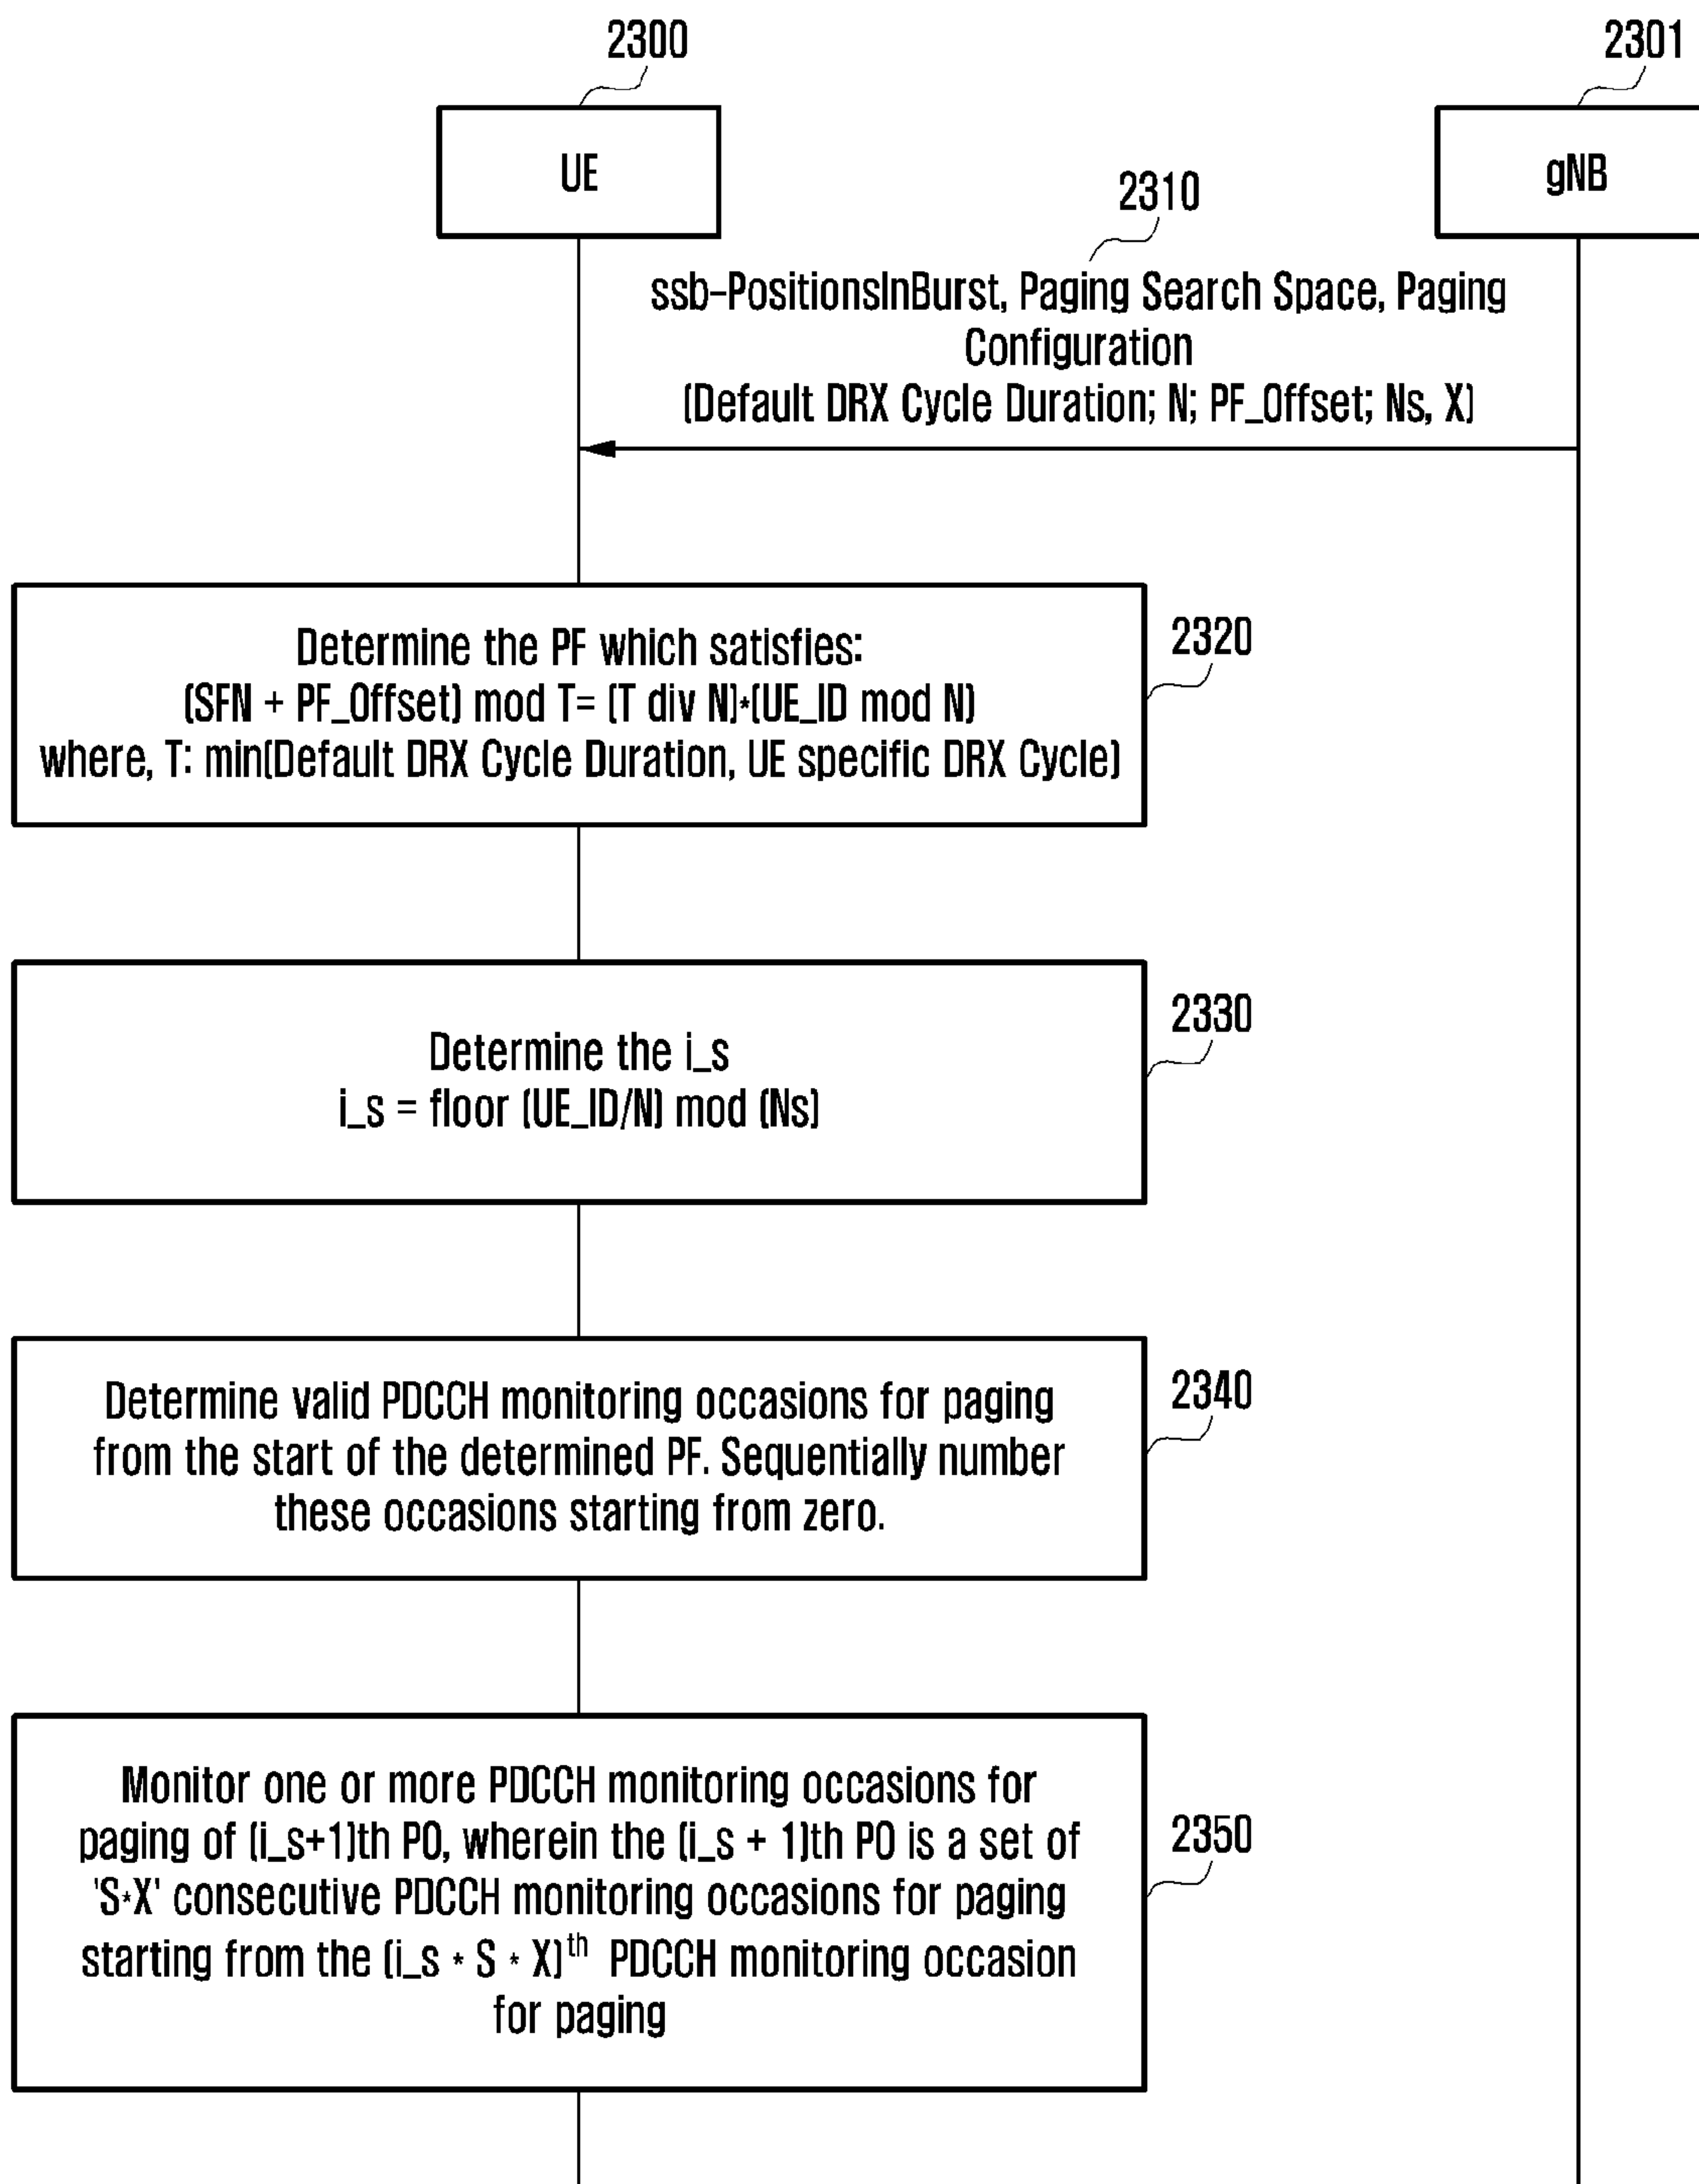 2300
2301
UE
gNB
2310
ssb-PositionsInBurst, Paging Search Space, Paging
Configuration
(Default DRX Cycle Duration; N; PF_Offset; Ns, X)
Determine the PF which satisfies:
(SFN + PF_Offset) mod T= (T div N)*(UE_ID mod N)
where, T: min(Default DRX Cycle Duration, UE specific DRX Cycle)
2320
Determine the i_s
i_s = floor (UE_ID/N) mod (Ns)
2330
Determine valid PDCCH monitoring occasions for paging
from the start of the determined PF. Sequentially number
these occasions starting from zero.
2340
Monitor one or more PDCCH monitoring occasions for
paging of (i_s+1)th PO, wherein the (i_s + 1)th PO is a set of
'S*X' consecutive PDCCH monitoring occasions for paging
starting from the (i_s * S * X)th PDCCH monitoring occasion
for paging
2350